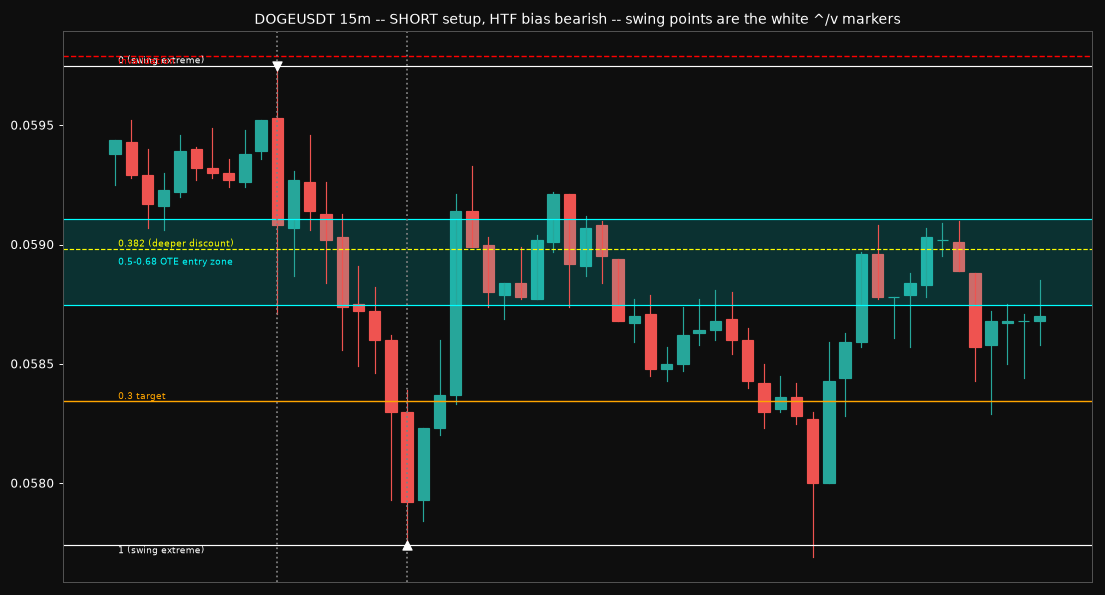 DOGEUSDT 15m -- SHORT setup, HTF bias bearish -- swing points are the white ^/v markers
0 (swing extreme)
0.0595
0.0590
0.382 (deeper discount)
0.5-0.68 OTE entry zone
0.0585
0.3 target
0.0580
1 (swing extreme)